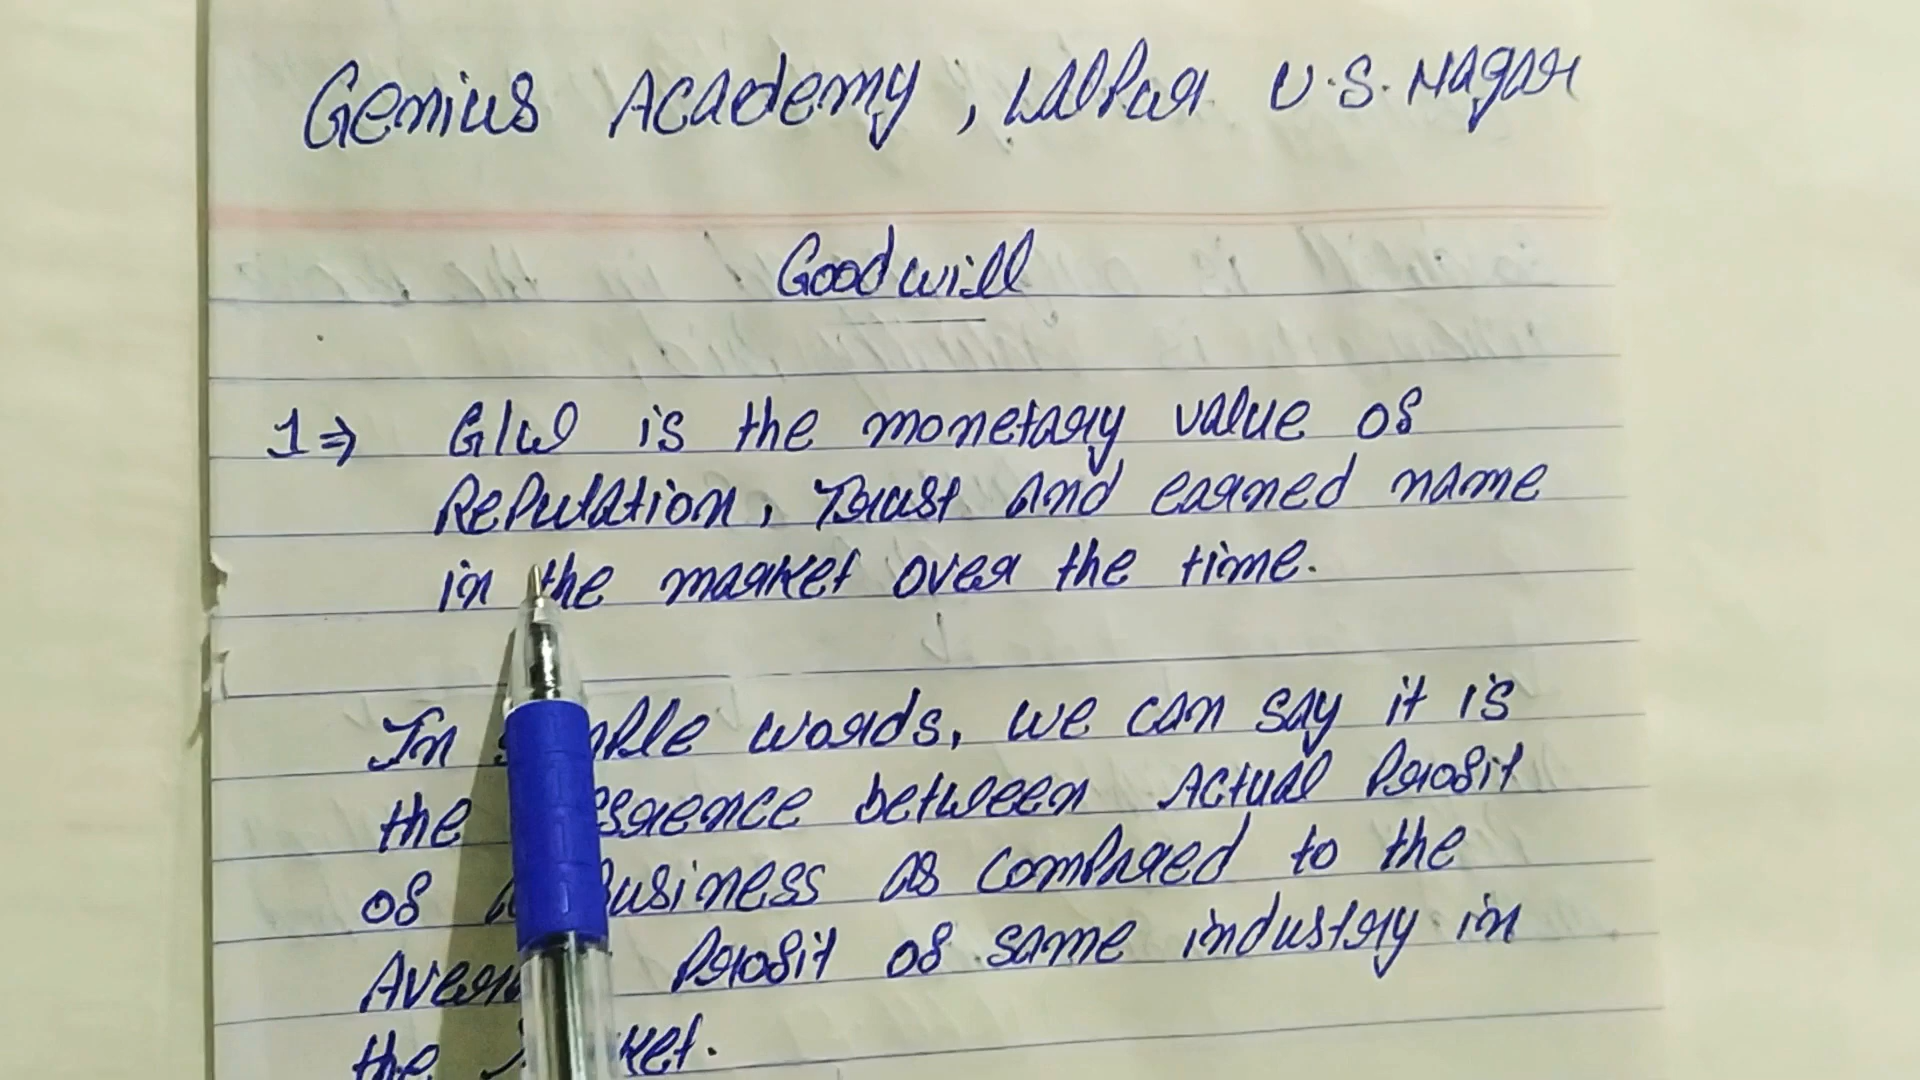 Genius Academy, Lalpur U.S. Nagar
Goodwill
1⇒ G/W is the monetary value of
Reputation, Trust and earned name
in the market over the time.
In words, we can say it is
the between Actual Profit
of as compared to the
Profit of same industry in
the